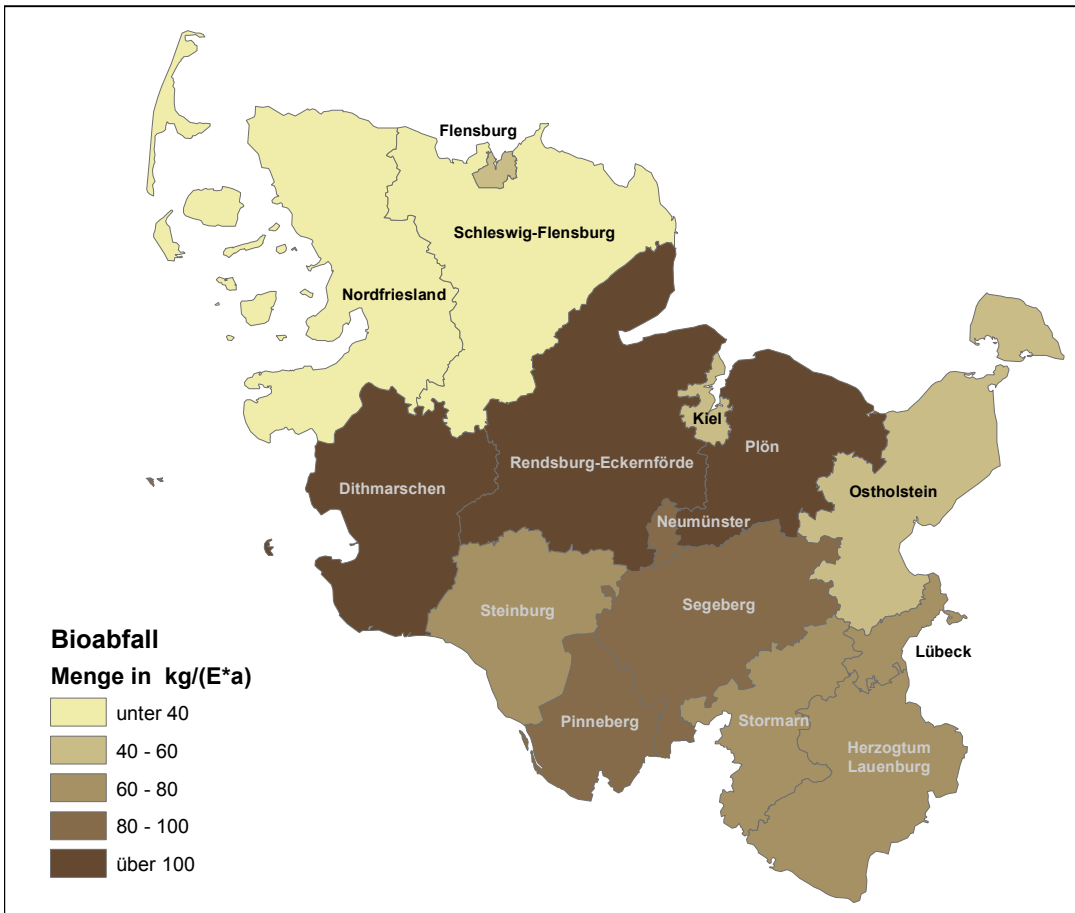 Flensburg
Schleswig-Flensburg
Nordfriesland
Kiel
Plön
Rendsburg-Eckernförde
Dithmarschen
Ostholstein
Neumünster
Steinburg
Segeberg
Lübeck
Pinneberg
Stormarn
Herzogtum
Lauenburg
Bioabfall
Menge in kg/(E*a)
unter 40
40 - 60
60 - 80
80 - 100
über 100